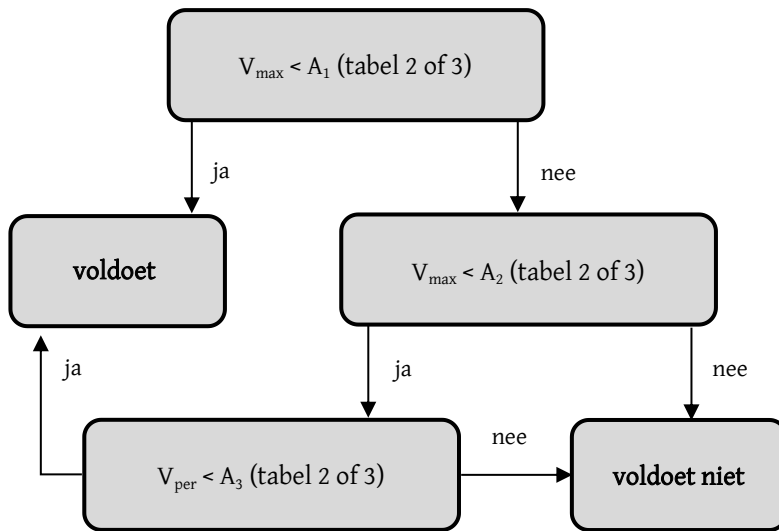 V_max < A_1 (tabel 2 of 3)
ja
nee
voldoet
V_max < A_2 (tabel 2 of 3)
ja
ja
nee
V_per < A_3 (tabel 2 of 3)
nee
voldoet niet